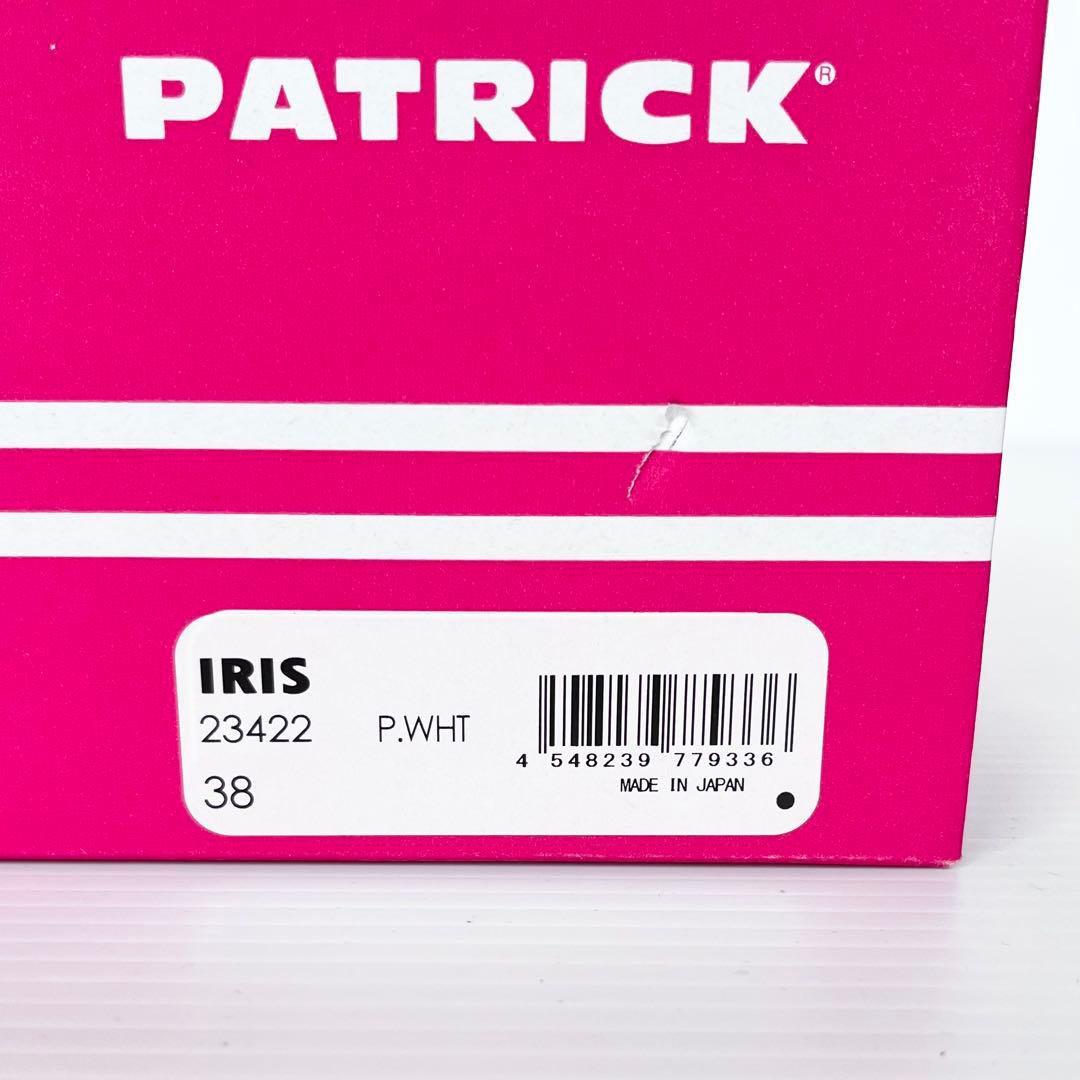 PATRICK®
IRIS
23422 P.WHT
38
4 548239 779336
MADE IN JAPAN